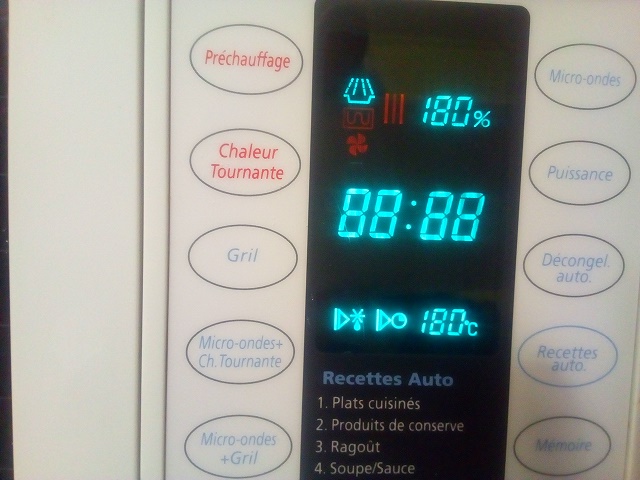 Préchauffage
Chaleur
Tournante
Gril
Micro-ondes+
Ch.Tournante
Micro-ondes
+Gril
180%
88:88
180°C
Recettes Auto
1. Plats cuisinés
2. Produits de conserve
3. Ragoût
4. Soupe/Sauce
Micro-ondes
Puissance
Décongel.
auto.
Recettes
auto.
Mémoire